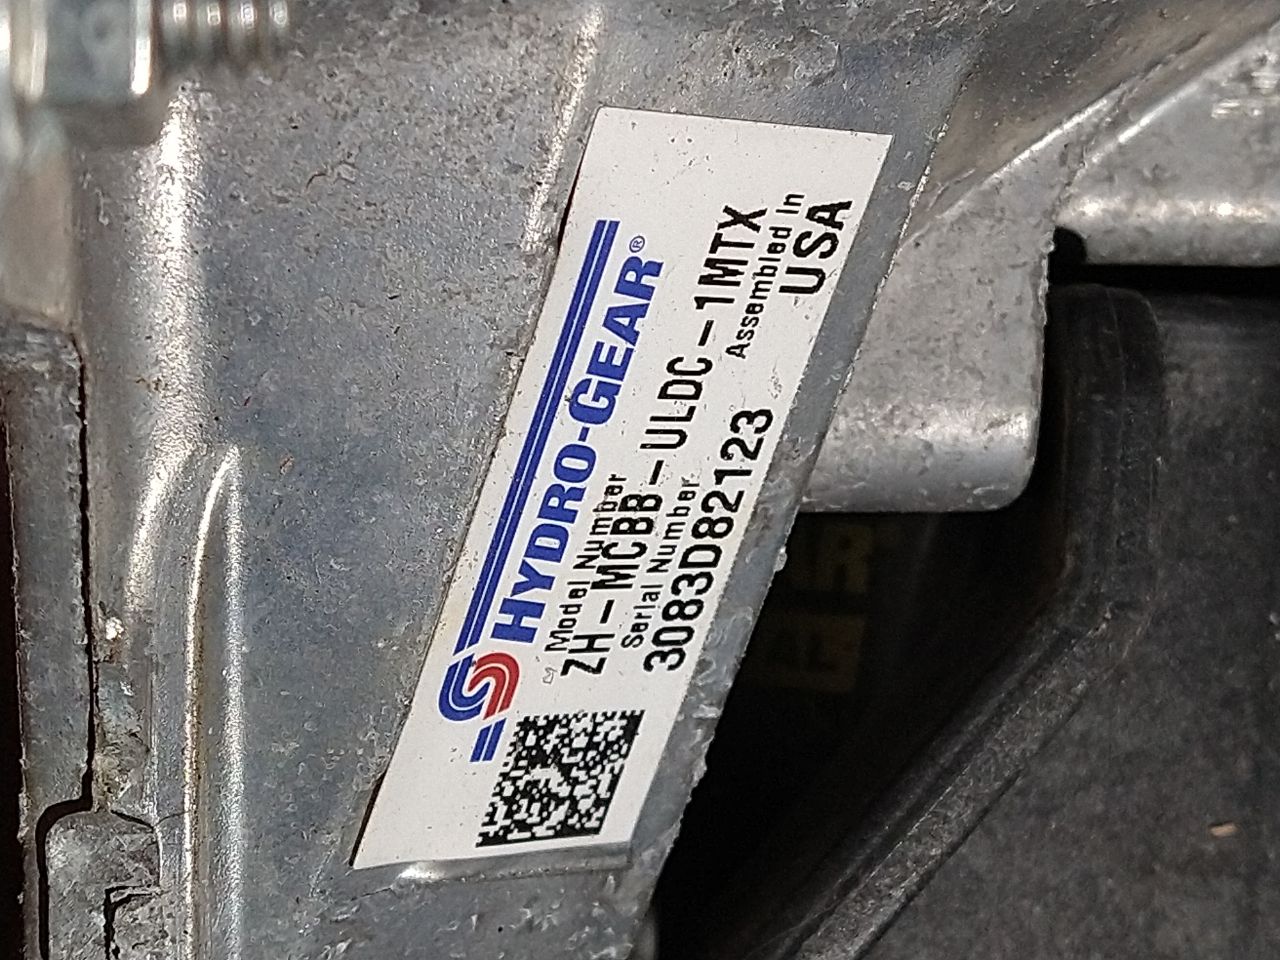 HYDRO-GEAR®
Model Number
ZH-MCBB-ULDC-1MTX
Serial Number
3083D82123
Assembled In
USA